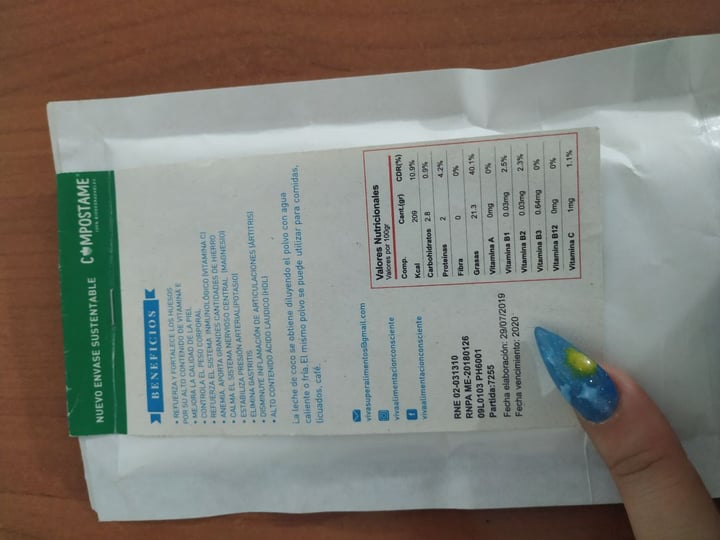 NUEVO ENVASE SUSTENTABLE COMPOSTAME
BENEFICIOS
• REFUERZA Y FORTALECE LOS HUESOS
POR SU ALTO CONTENIDO DE VITAMINA E
• MEJORA LA CALIDAD DE LA PIEL
• CONTROLA EL PESO CORPORAL
• REFUERZA EL SISTEMA INMUNOLÓGICO (VITAMINA C)
• ANEMIA: APORTA GRANDES CANTIDADES DE HIERRO
• CALMA EL SISTEMA NERVIOSO CENTRAL (MAGNESIO)
• ESTABILIZA PRESIÓN ARTERIAL (POTASIO)
• ELIMINA GASTRITIS
• DISMINUYE INFLAMACIÓN DE ARTICULACIONES (ARTITRIS)
• ALTO CONTENIDO ÁCIDO LAUDICO (HDL)
La leche de coco se obtiene diluyendo el polvo con agua
caliente o fría. El mismo polvo se puede utilizar para comidas,
licuados, café.
vivasuperalimentos@gmail.com
vivaalimentacionconsciente
vivaalimentacionconsciente
Valores Nutricionales
Valores por 100gr
Comp. Cant.(gr) CDR(%)
Kcal 209 10.9%
Carbohidratos 2.8 0.9%
Proteinas 2 4.2%
Fibra 0 0%
Grasas 21.3 40.1%
Vitamina A 0mg 0%
Vitamina B1 0.03mg 2.5%
Vitamina B2 0.03mg 2.3%
Vitamina B3 0.64mg 0%
Vitamina B12 0mg 0%
Vitamina C 1mg 1.1%
RNE 02-031310
RNPA ME-20180126
09L0103 PH6001
Partida:7255
Fecha elaboración: 29/07/2019
Fecha vencimiento: 2020